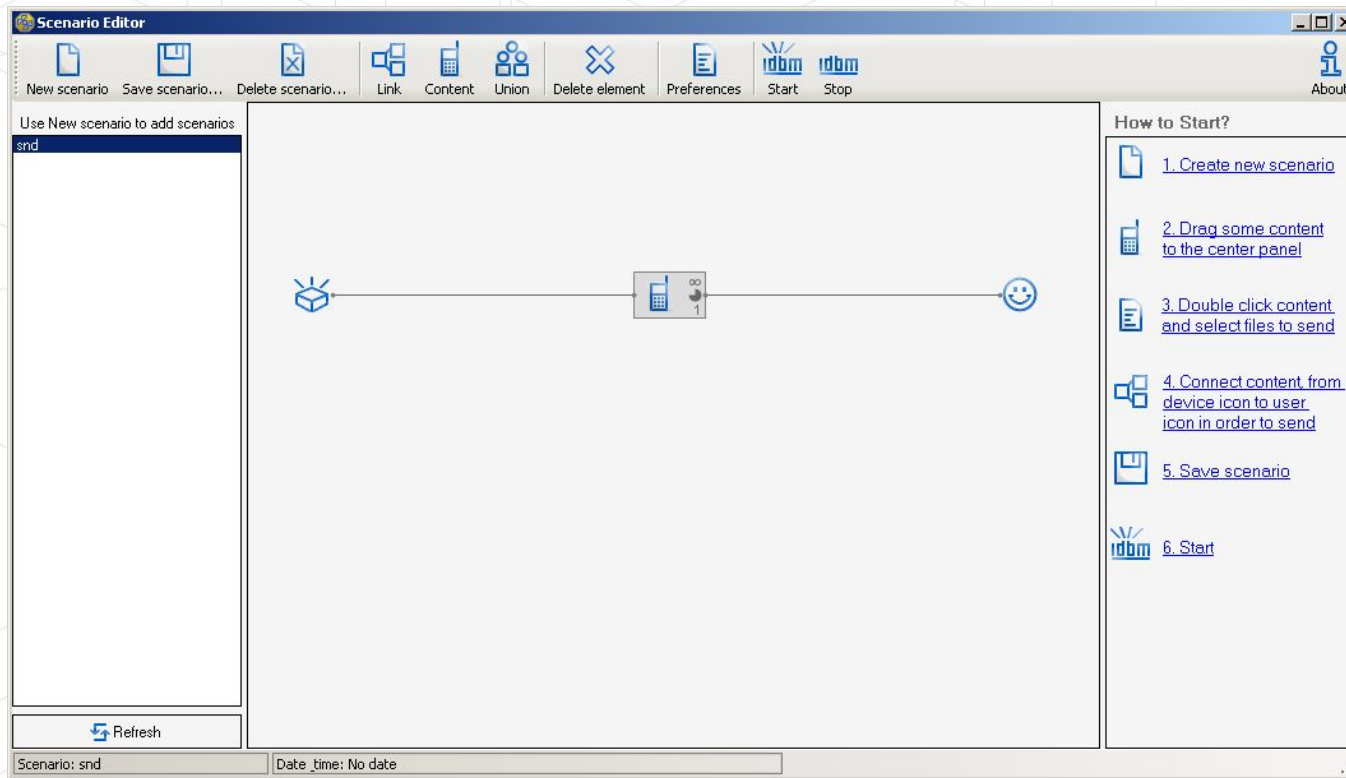 Scenario Editor
New scenario Save scenario... Delete scenario... Link Content Union Delete element Preferences idbm Start idbm Stop About
Use New scenario to add scenarios
snd
Refresh
∞
1
How to Start?
1. Create new scenario
2. Drag some content
to the center panel
3. Double click content
and select files to send
4. Connect content, from
device icon to user
icon in order to send
5. Save scenario
idbm 6. Start
Scenario: snd
Date_time: No date